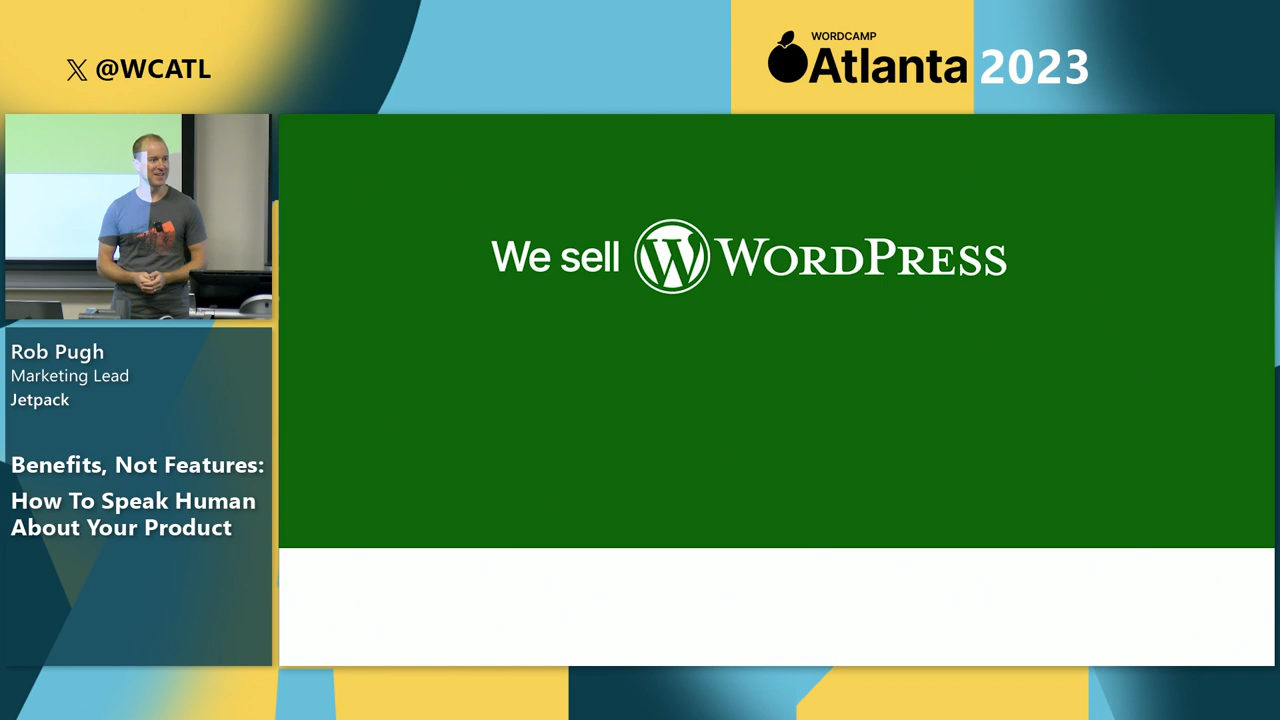 𝕏 @WCATL
WORDCAMP
Atlanta 2023
We sell WORDPRESS
Rob Pugh
Marketing Lead
Jetpack
Benefits, Not Features:
How To Speak Human
About Your Product